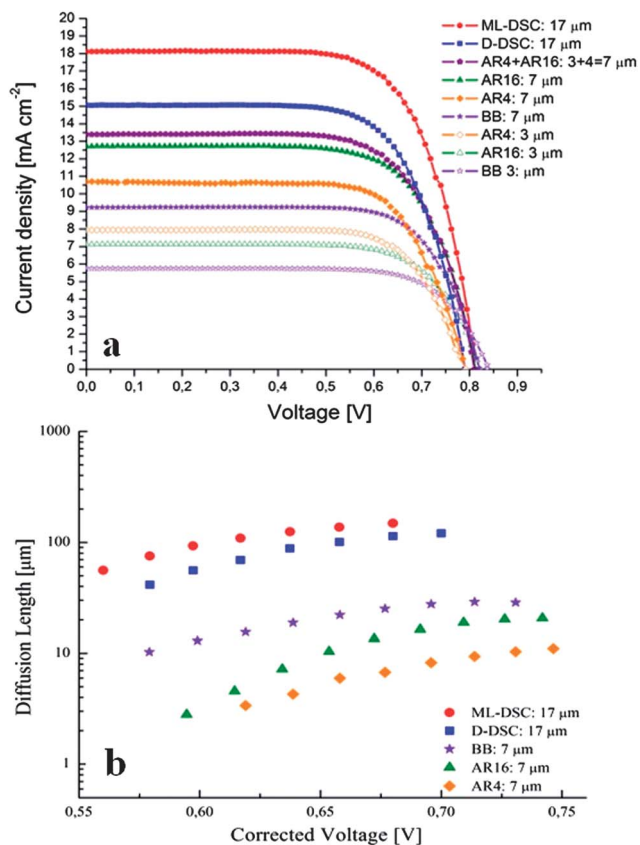 20
19
18
17
16
15
14
13
12
11
10
9
8
7
6
5
4
3
2
1
0
Current density [mA cm⁻²]
ML-DSC: 17 μm
D-DSC: 17 μm
AR4+AR16: 3+4=7 μm
AR16: 7 μm
AR4: 7 μm
BB: 7 μm
AR4: 3 μm
AR16: 3 μm
BB 3: μm
a
0,0 0,1 0,2 0,3 0,4 0,5 0,6 0,7 0,8 0,9
Voltage [V]
1000
100
10
1
Diffusion Length [μm]
ML-DSC: 17 μm
D-DSC: 17 μm
BB: 7 μm
AR16: 7 μm
AR4: 7 μm
b
0,55 0,60 0,65 0,70 0,75
Corrected Voltage [V]